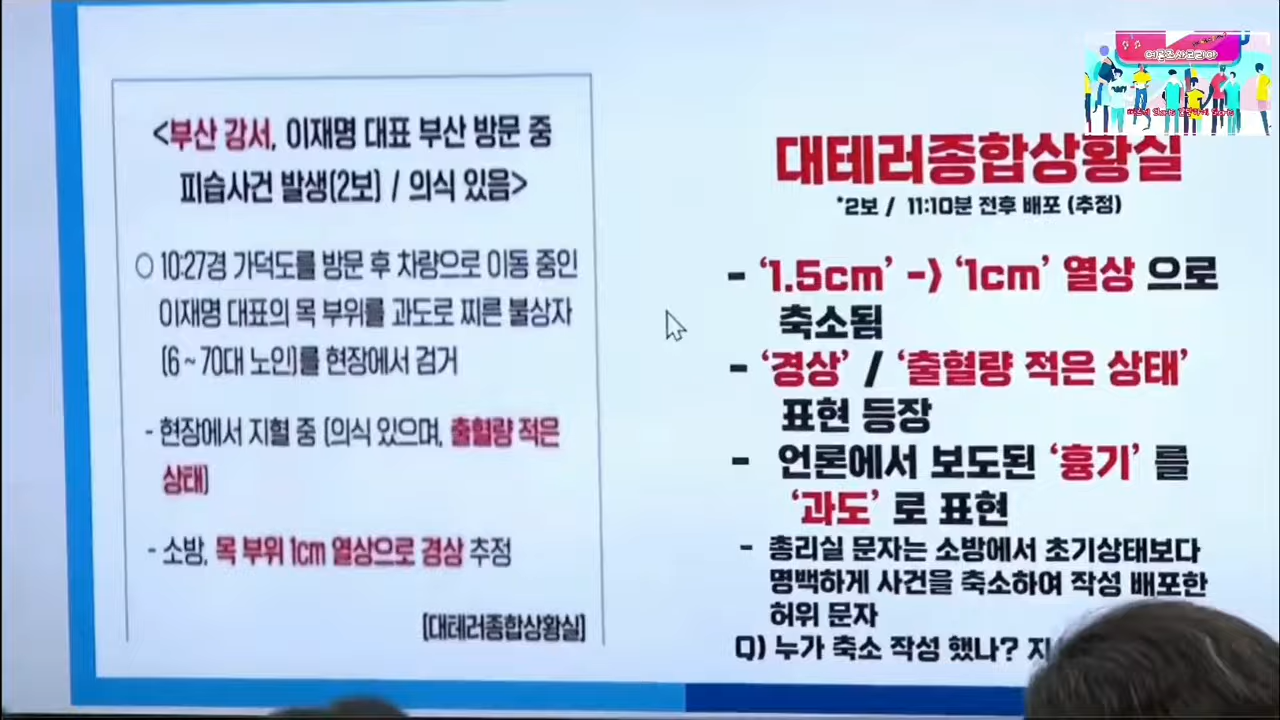 <부산 강서, 이재명 대표 부산 방문 중
피습사건 발생(2보) / 의식 있음>
○ 10:27경 가덕도를 방문 후 차량으로 이동 중인
이재명 대표의 목 부위를 과도로 찌른 불상자
(6~70대 노인)를 현장에서 검거
- 현장에서 지혈 중 (의식 있으며, 출혈량 적은
상태)
- 소방, 목 부위 1cm 열상으로 경상 추정
[대테러종합상황실]
여론조사코리아
대테러종합상황실
*2보 / 11:10분 전후 배포 (추정)
- '1.5cm' -> '1cm' 열상 으로
축소됨
- '경상' / '출혈량 적은 상태'
표현 등장
- 언론에서 보도된 '흉기' 를
'과도' 로 표현
- 총리실 문자는 소방에서 초기상태보다
명백하게 사건을 축소하여 작성 배포한
허위 문자
Q) 누가 축소 작성 했나?